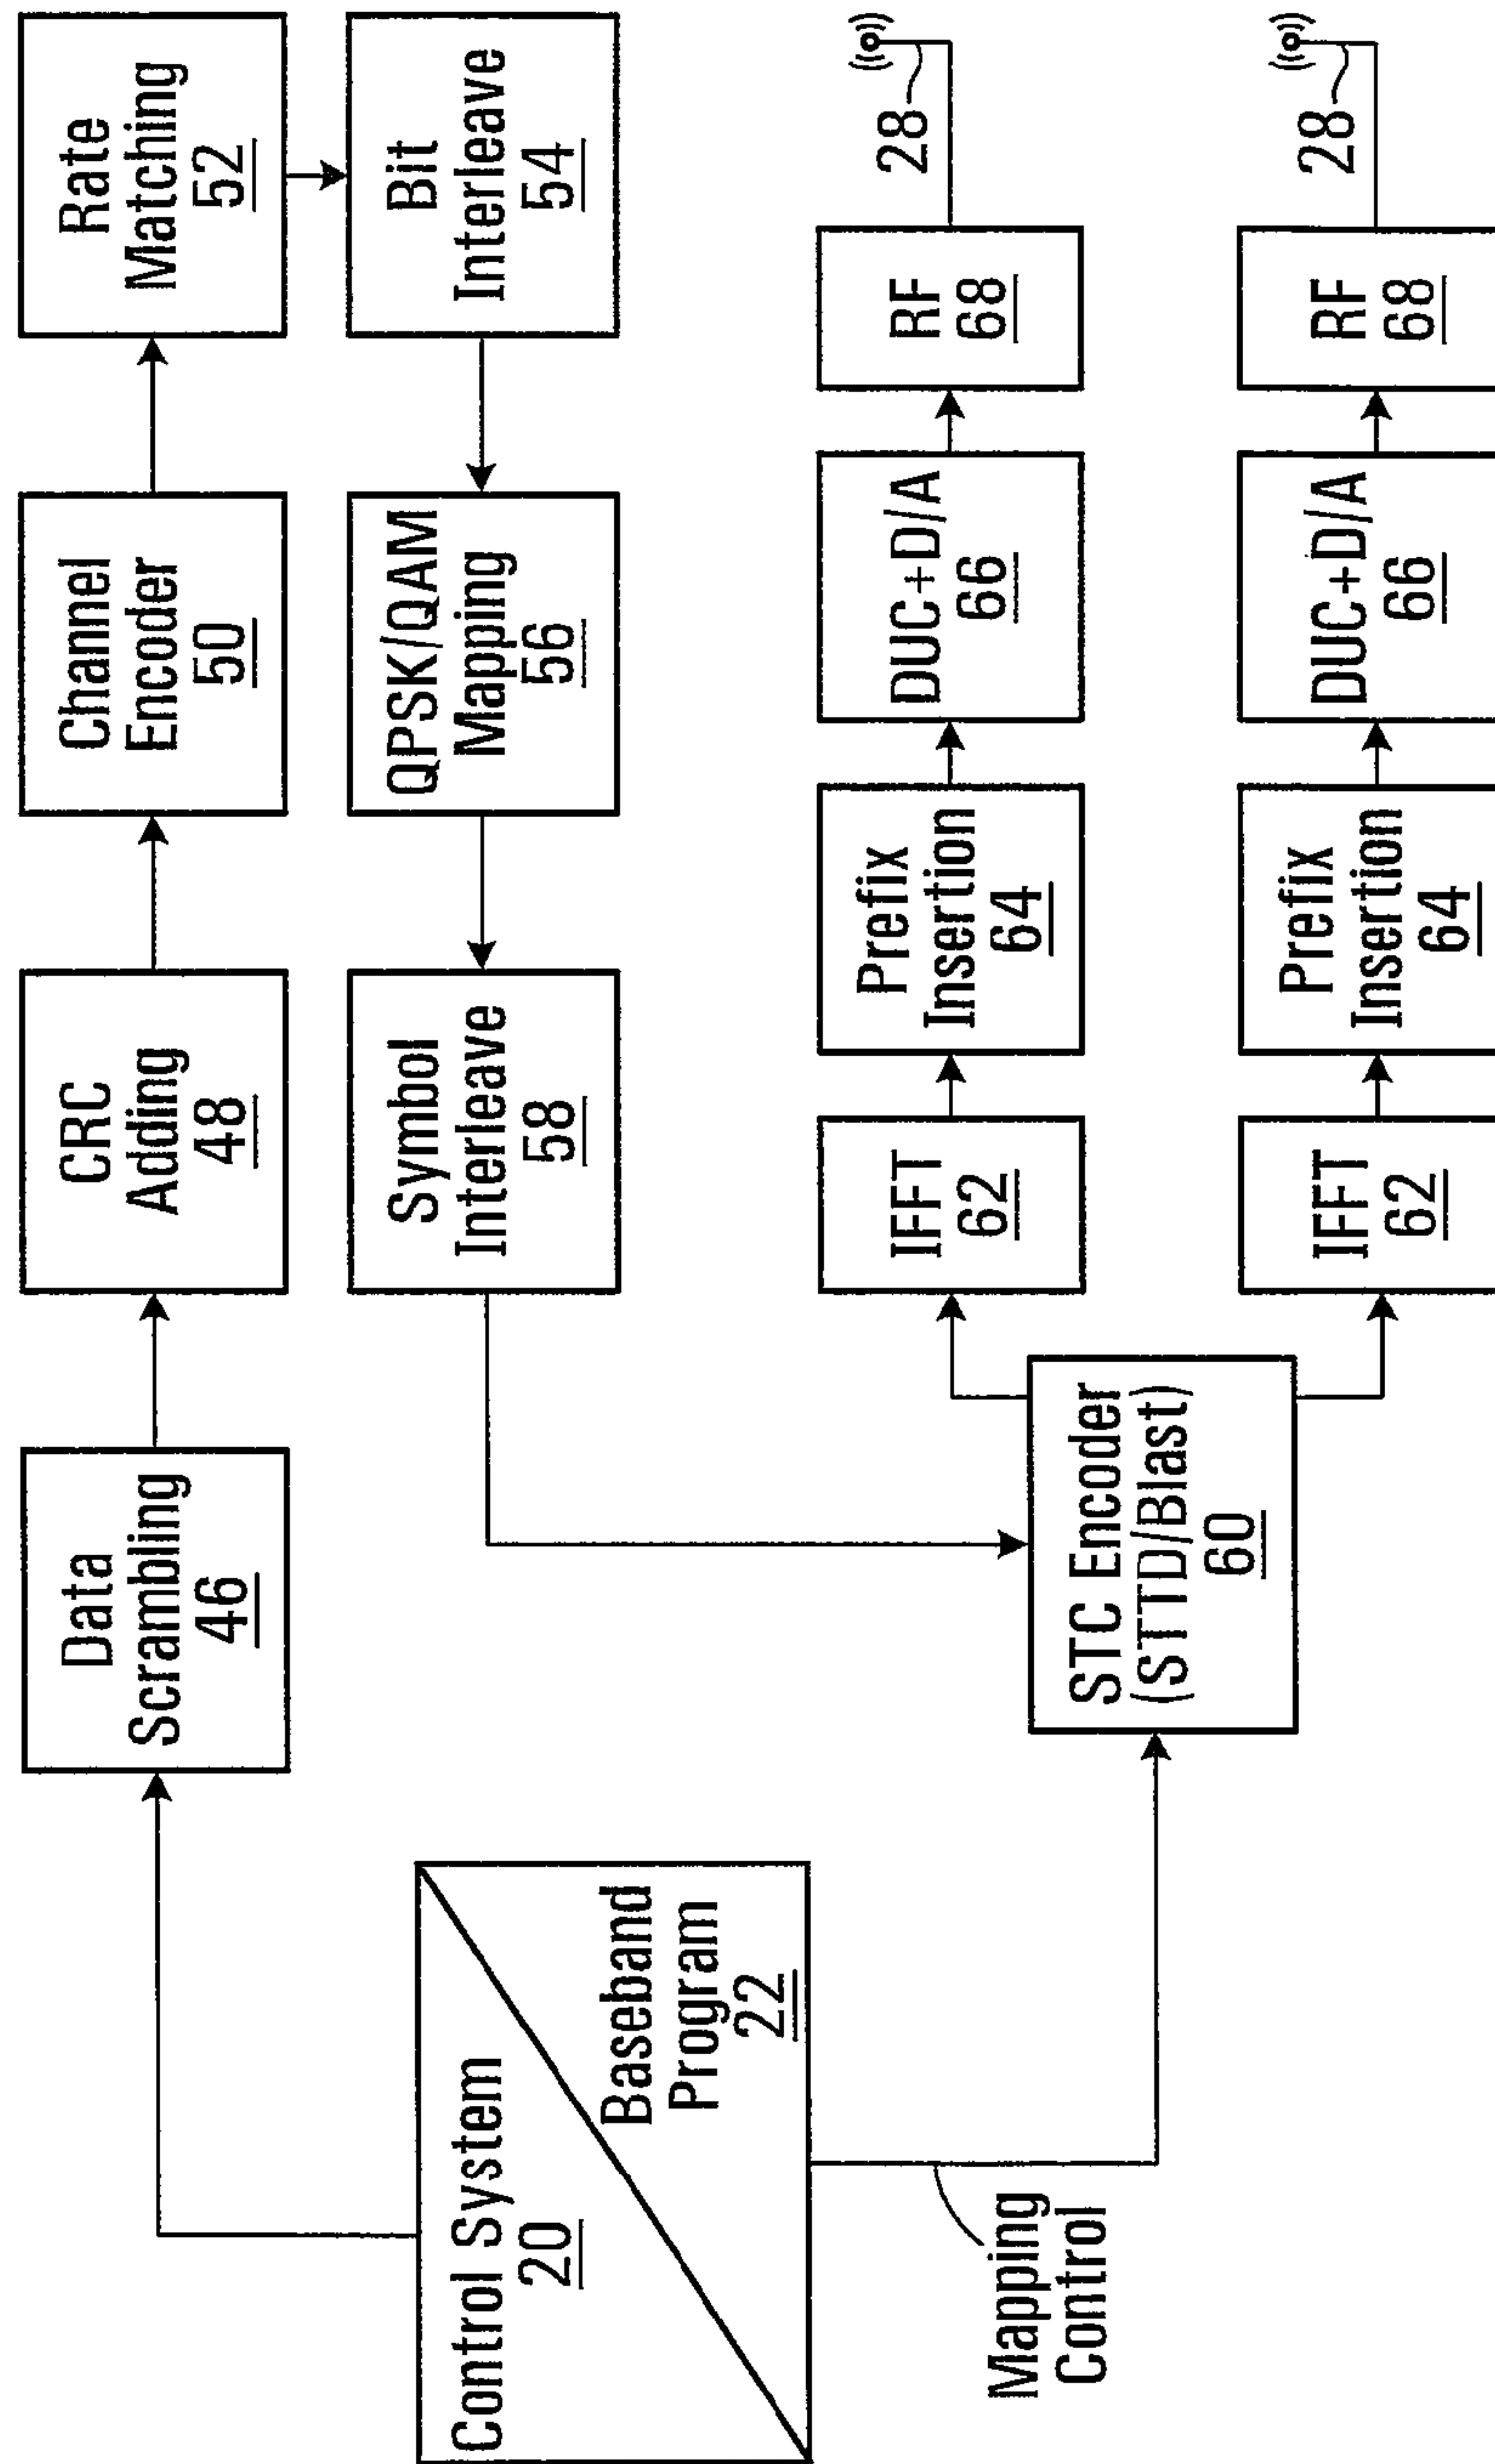 Data
Scrambling
46
CRC
Adding
48
Channel
Encoder
50
Rate
Matching
52
Control System
20
Baseband
Program
22
Symbol
Interleave
58
QPSK/QAM
Mapping
56
Bit
Interleave
54
Mapping
Control
STC Encoder
(STTD/Blast)
60
IFFT
62
Prefix
Insertion
64
DUC+D/A
66
RF
68
28
IFFT
62
Prefix
Insertion
64
DUC+D/A
66
RF
68
28